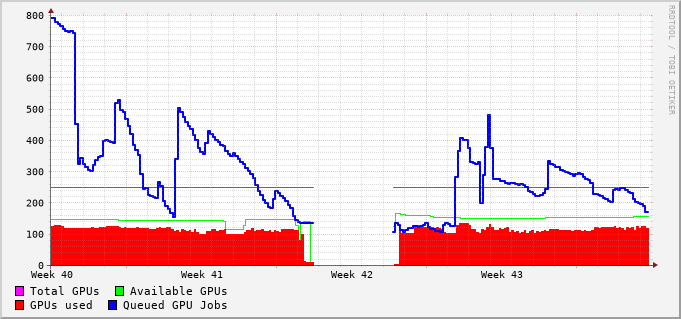 800
700
600
500
400
300
200
100
0
Week 40 Week 41 Week 42 Week 43
Total GPUs Available GPUs
GPUs used Queued GPU Jobs
RRDTOOL / TOBI OETIKER